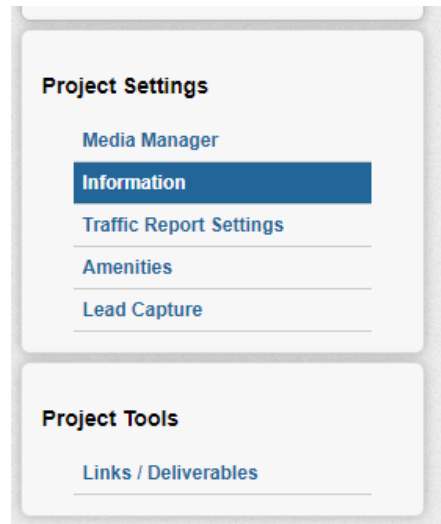 Project Settings
Media Manager
Information
Traffic Report Settings
Amenities
Lead Capture
Project Tools
Links / Deliverables